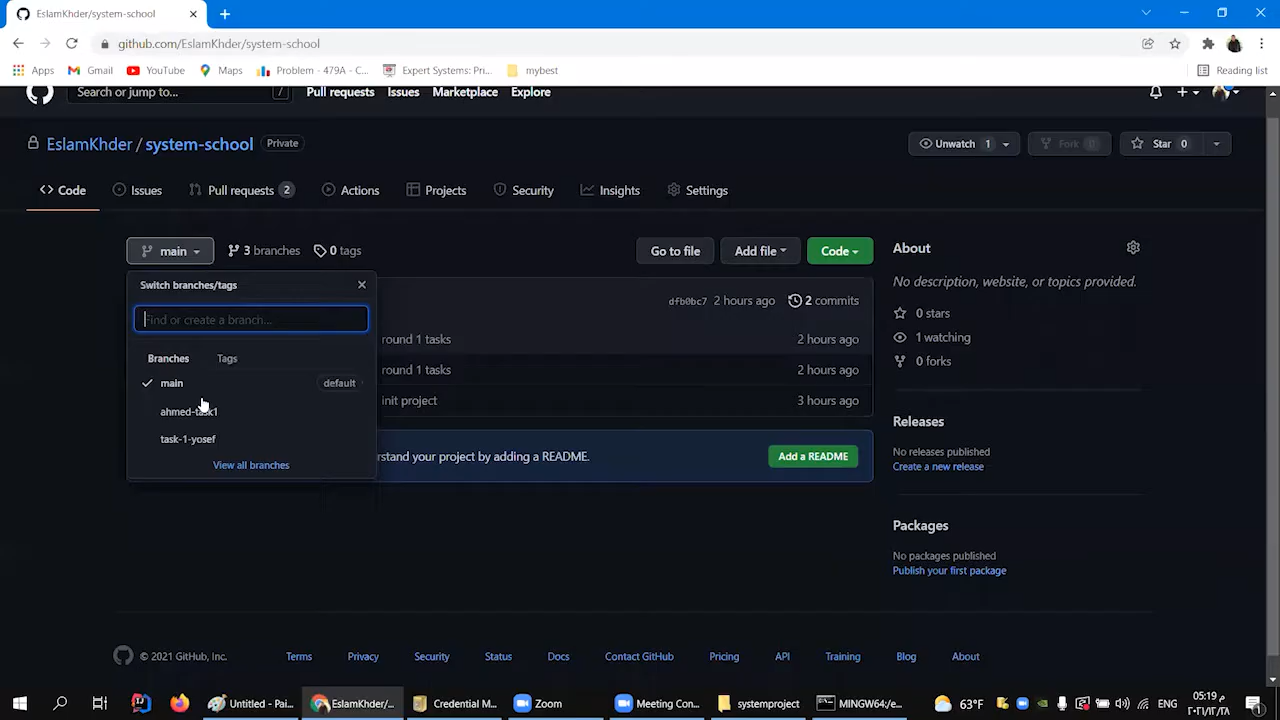 EslamKhder/system-school
github.com/EslamKhder/system-school
Apps Gmail YouTube Maps Problem - 479A - C... Expert Systems: Pri... mybest Reading list
Search or jump to... / Pull requests Issues Marketplace Explore
EslamKhder / system-school Private Unwatch 1 Fork 0 Star 0
Code Issues Pull requests 2 Actions Projects Security Insights Settings
main 3 branches 0 tags Go to file Add file Code About
Switch branches/tags
No description, website, or topics provided.
dfb0bc7 2 hours ago 2 commits
Find or create a branch...
0 stars
round 1 tasks 2 hours ago
1 watching
Branches Tags
0 forks
round 1 tasks 2 hours ago
main default
init project 3 hours ago
ahmed-task1
Releases
task-1-yosef
No releases published
View all branches
rstand your project by adding a README. Add a README
Create a new release
Packages
No packages published
Publish your first package
© 2021 GitHub, Inc. Terms Privacy Security Status Docs Contact GitHub Pricing API Training Blog About
Untitled - Pai... EslamKhder/... Credential M... Zoom Meeting Con... systemproject MINGW64:/e... 63°F ENG ٠5:19 م
٢٠٢١/١٢/٢٨
1